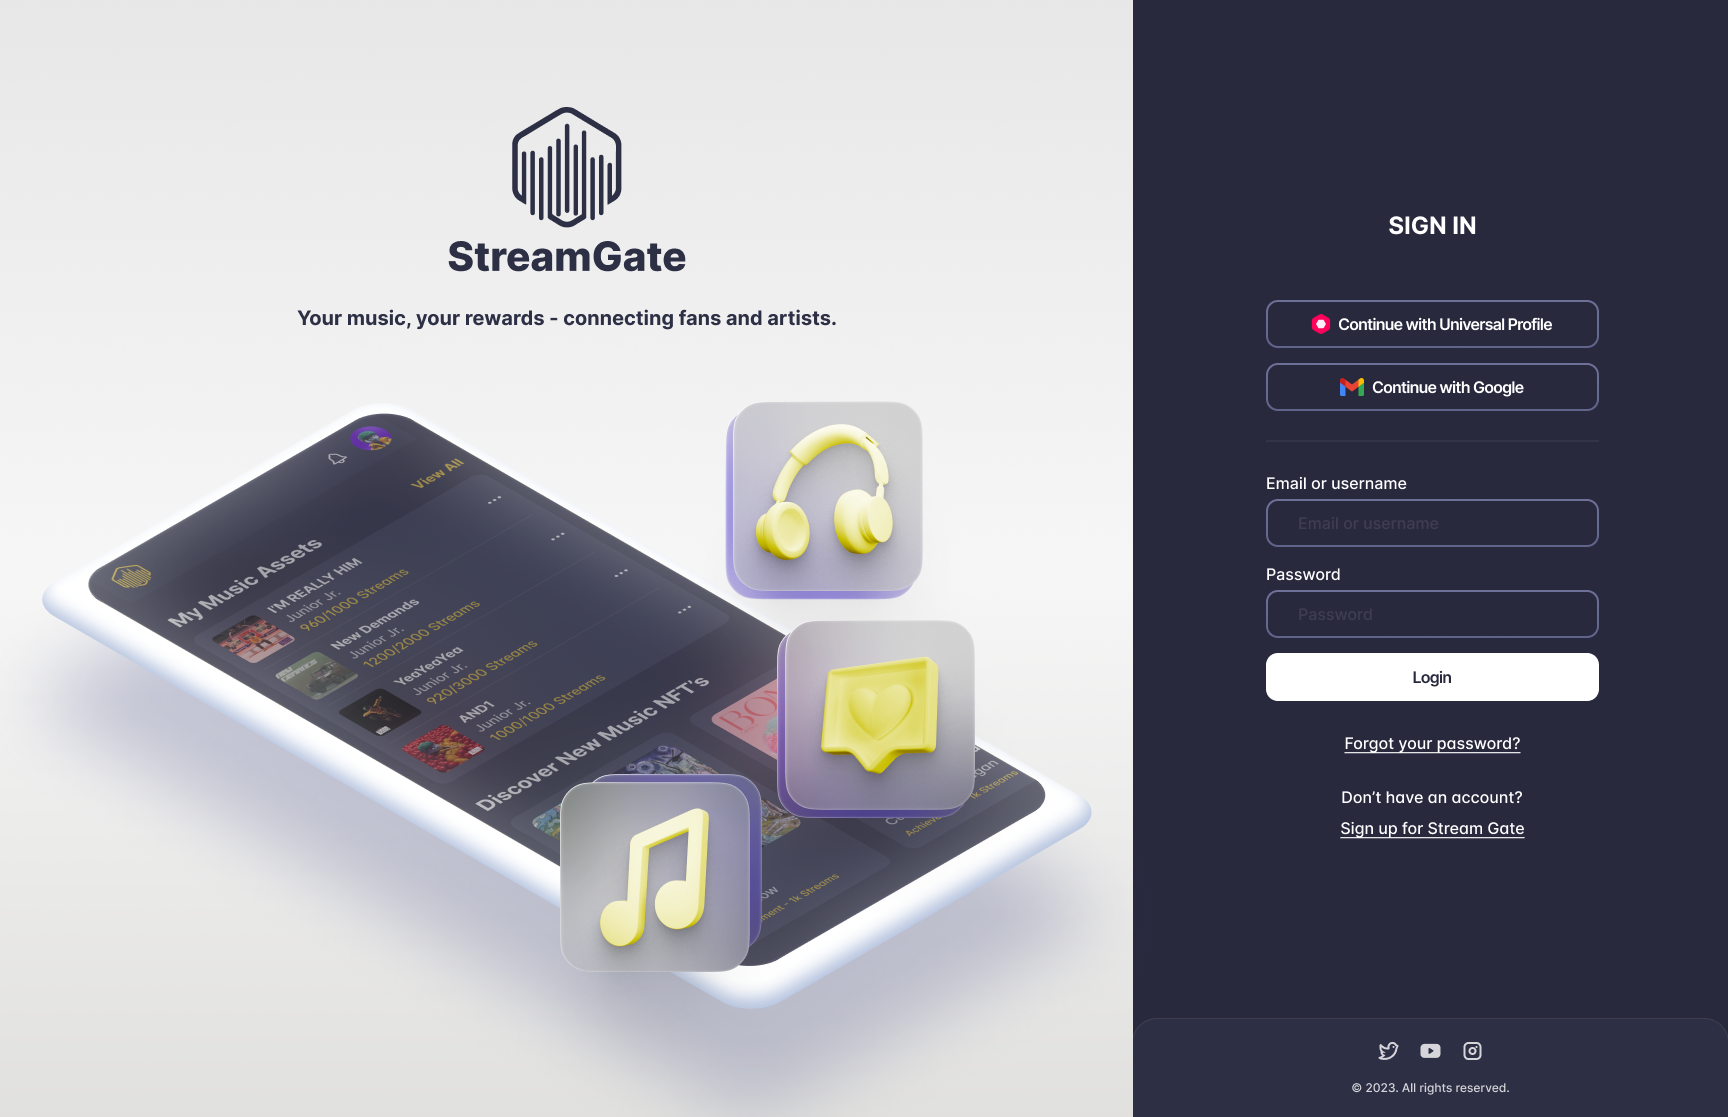 StreamGate
Your music, your rewards - connecting fans and artists.
View All
My Music Assets
I'M REALLY HIM
Junior Jr.
960/1000 Streams
New Demands
Junior Jr.
1200/2000 Streams
YeaYeaYea
Junior Jr.
920/3000 Streams
AND1
Junior Jr.
1000/1000 Streams
Discover New Music NFT's
1k Streams
- 1k Streams
SIGN IN
Continue with Universal Profile
Continue with Google
Email or username
Email or username
Password
Password
Login
Forgot your password?
Don't have an account?
Sign up for Stream Gate
© 2023. All rights reserved.